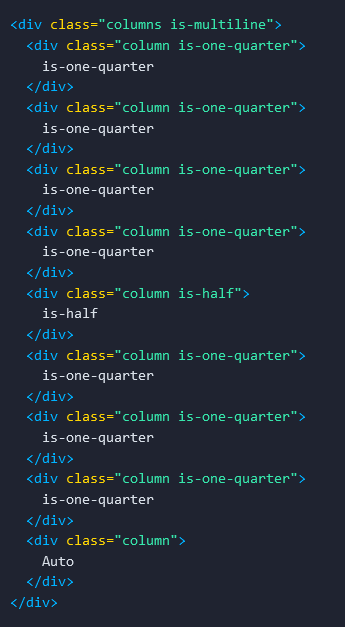 <div class="columns is-multiline">
  <div class="column is-one-quarter">
    is-one-quarter
  </div>
  <div class="column is-one-quarter">
    is-one-quarter
  </div>
  <div class="column is-one-quarter">
    is-one-quarter
  </div>
  <div class="column is-one-quarter">
    is-one-quarter
  </div>
  <div class="column is-half">
    is-half
  </div>
  <div class="column is-one-quarter">
    is-one-quarter
  </div>
  <div class="column is-one-quarter">
    is-one-quarter
  </div>
  <div class="column is-one-quarter">
    is-one-quarter
  </div>
  <div class="column">
    Auto
  </div>
</div>